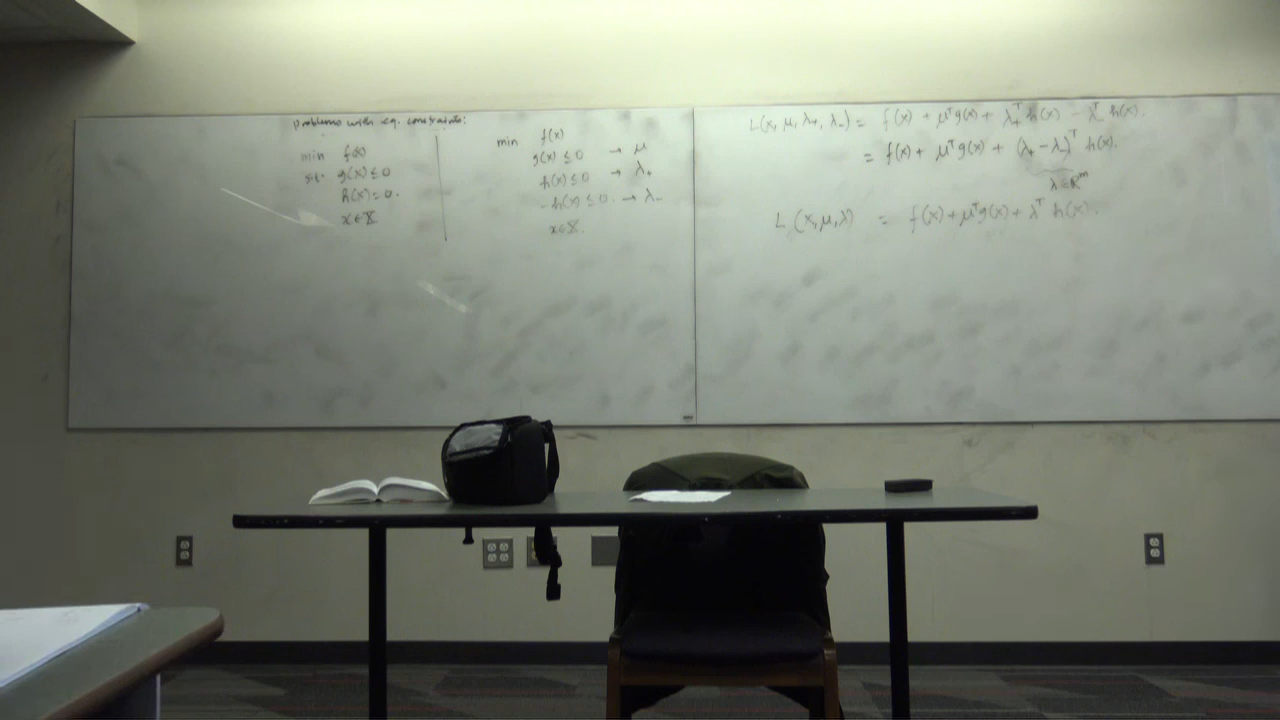 problems with eq. constraints:
min f(x)
s.t. g(x) ≤ 0
h(x) = 0.
x ∈ 𝕏
min f(x)
g(x) ≤ 0 → μ
h(x) ≤ 0 → λ₊
-h(x) ≤ 0. → λ₋
x ∈ 𝕏.
L(x, μ, λ₊, λ₋) = f(x) + μᵀg(x) + λ₊ᵀ h(x) - λ₋ᵀ h(x).
= f(x) + μᵀg(x) + (λ₊ - λ₋)ᵀ h(x).
λ ∈ ℝᵐ
L(x, μ, λ) = f(x) + μᵀg(x) + λᵀ h(x).